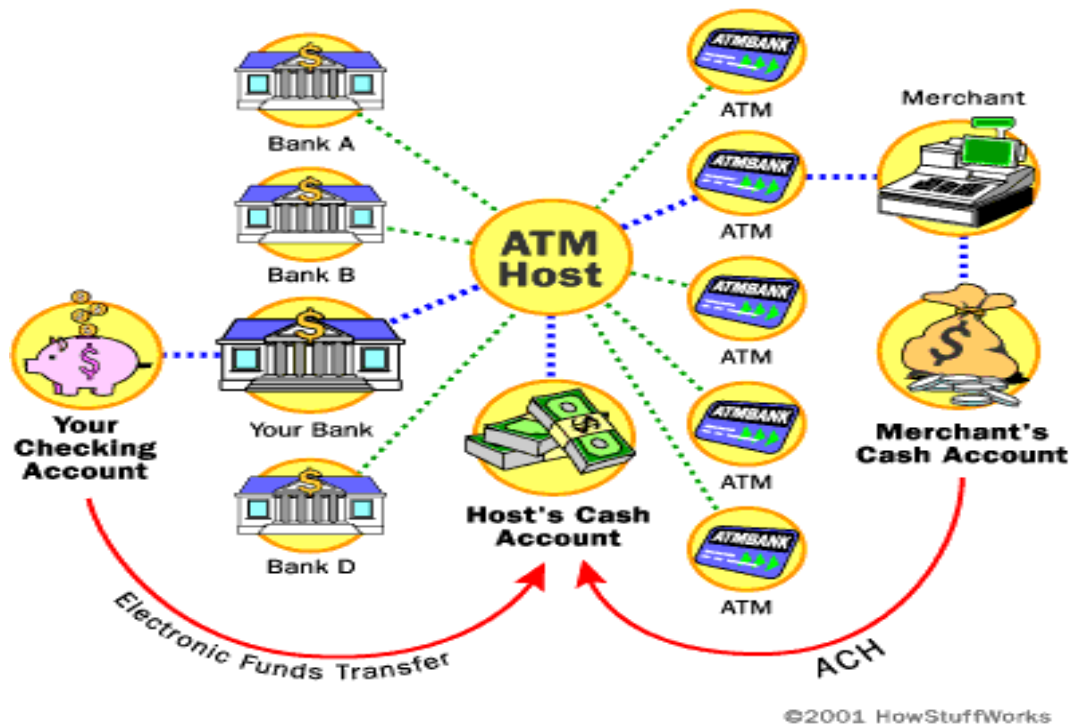 ATMBANK
ATM
Bank A
Merchant
ATMBANK
ATM
Bank B
ATM
Host
ATMBANK
ATM
Your
Checking
Account
Your Bank
ATMBANK
ATM
Merchant's
Cash Account
Host's Cash
Account
Bank D
ATMBANK
ATM
Electronic Funds Transfer
ACH
©2001 HowStuffWorks